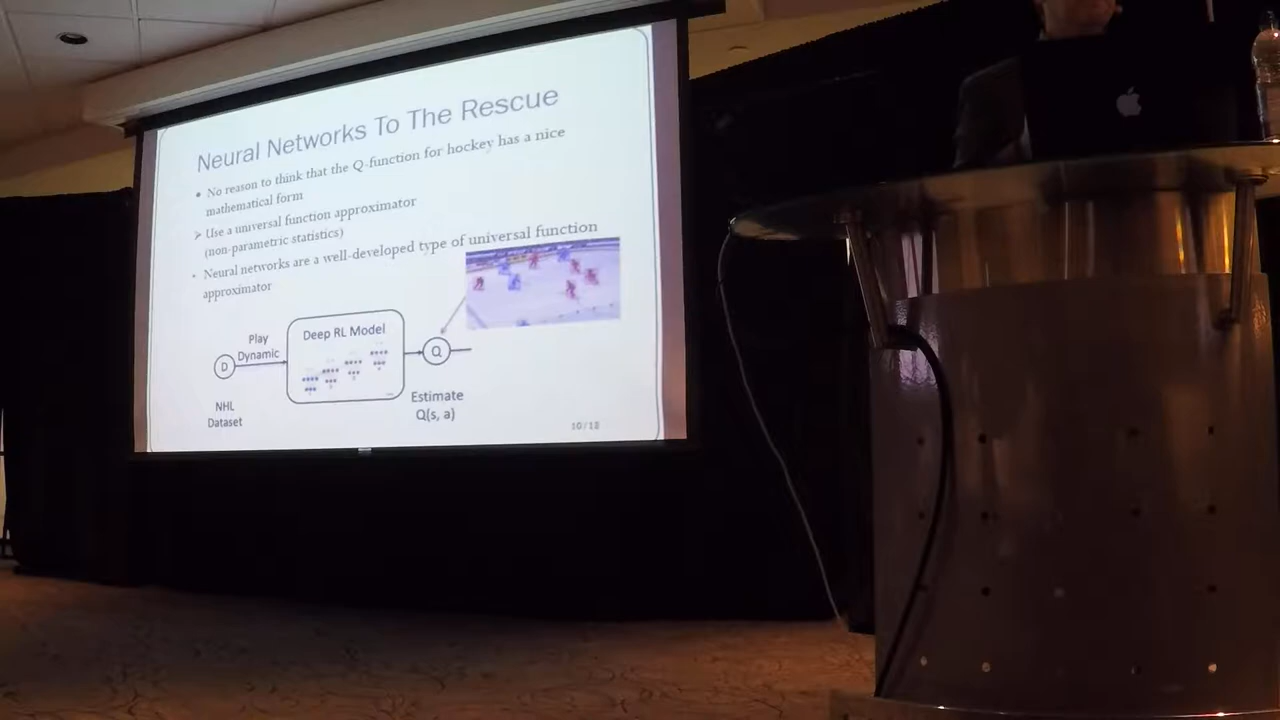 Neural Networks To The Rescue
• No reason to think that the Q-function for hockey has a nice
mathematical form
➢ Use a universal function approximator
(non-parametric statistics)
• Neural networks are a well-developed type of universal function
approximator
Play
Dynamic
Deep RL Model
D
Q
NHL
Dataset
Estimate
Q(s, a)
10/18